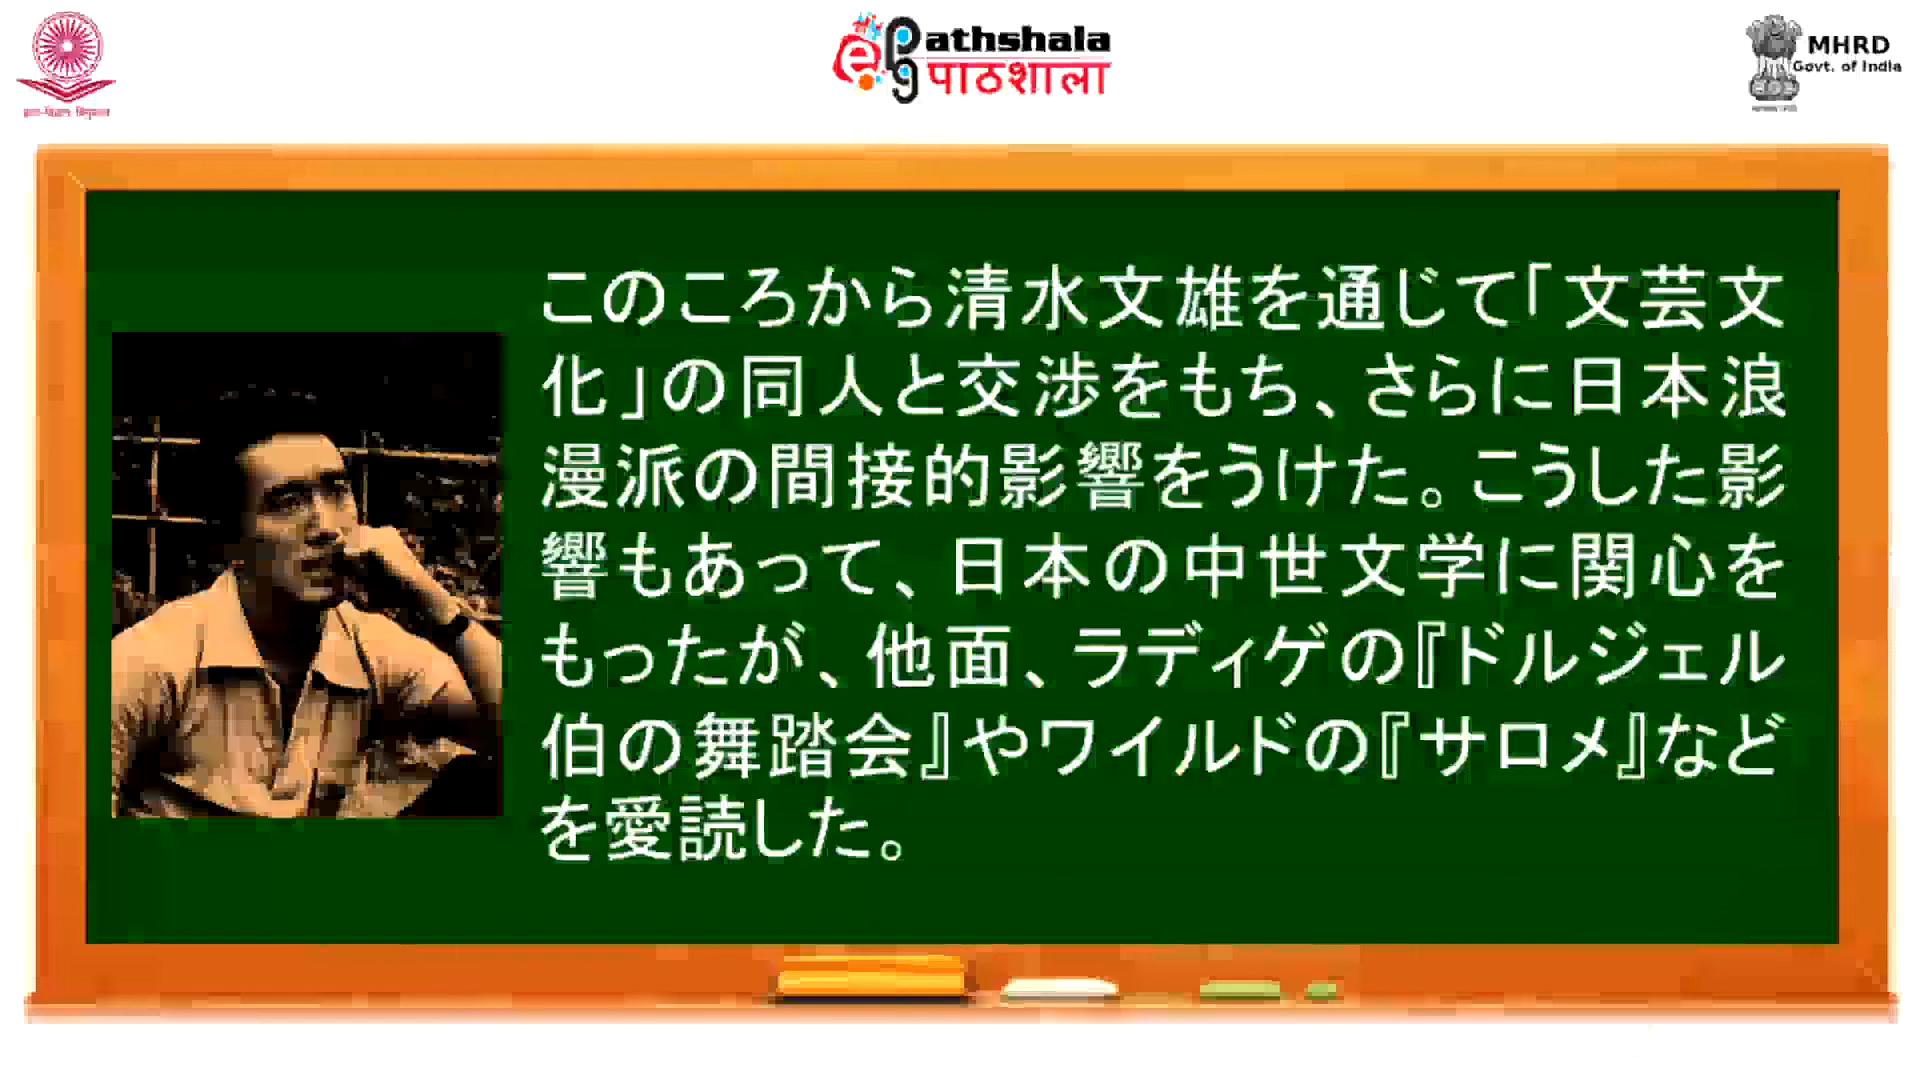 Pathshala
पाठशाला
MHRD
Govt. of India
このころから清水文雄を通じて「文芸文
化」の同人と交渉をもち、さらに日本浪
漫派の間接的影響をうけた。こうした影
響もあって、日本の中世文学に関心を
もったが、他面、ラディゲの『ドルジェル
伯の舞踏会』やワイルドの『サロメ』など
を愛読した。